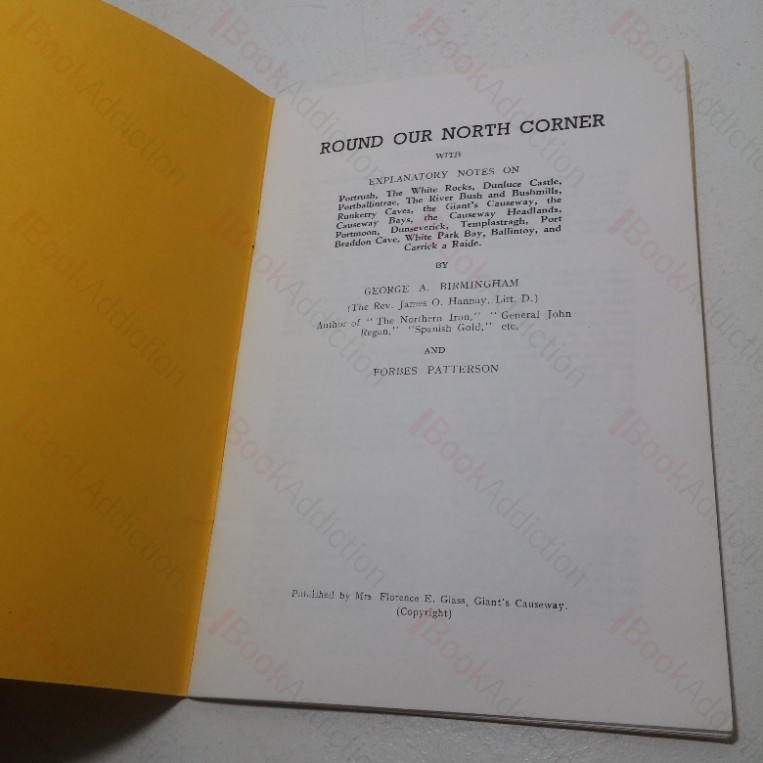 ROUND OUR NORTH CORNER
WITH
EXPLANATORY NOTES ON
Portrush, The White Rocks, Dunluce Castle,
Portballintrae, The River Bush and Bushmills,
Runkerry Caves, the Giant's Causeway, the
Causeway Bays, the Causeway Headlands,
Portmoon, Dunseverick, Templastragh, Port
Braddon Cave, White Park Bay, Ballintoy, and
Carrick a Raide.
BY
GEORGE A. BIRMINGHAM
(The Rev. James O. Hannay, Litt. D.)
Author of "The Northern Iron," "General John
Regan," "Spanish Gold," etc.
AND
FORBES PATTERSON
Published by Mrs Florence E. Glass, Giant's Causeway.
(Copyright)
BookAddiction